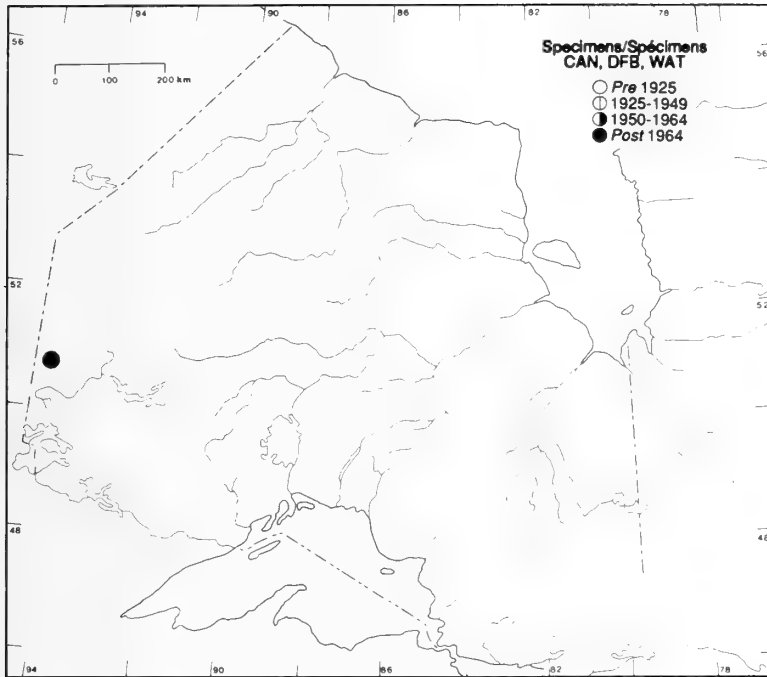 94 90 86 82 78
56 56
0 100 200 km
Specimens/Spécimens
CAN, DFB, WAT
Pre 1925
1925-1949
1950-1964
Post 1964
52 52
48 48
94 90 86 82 78